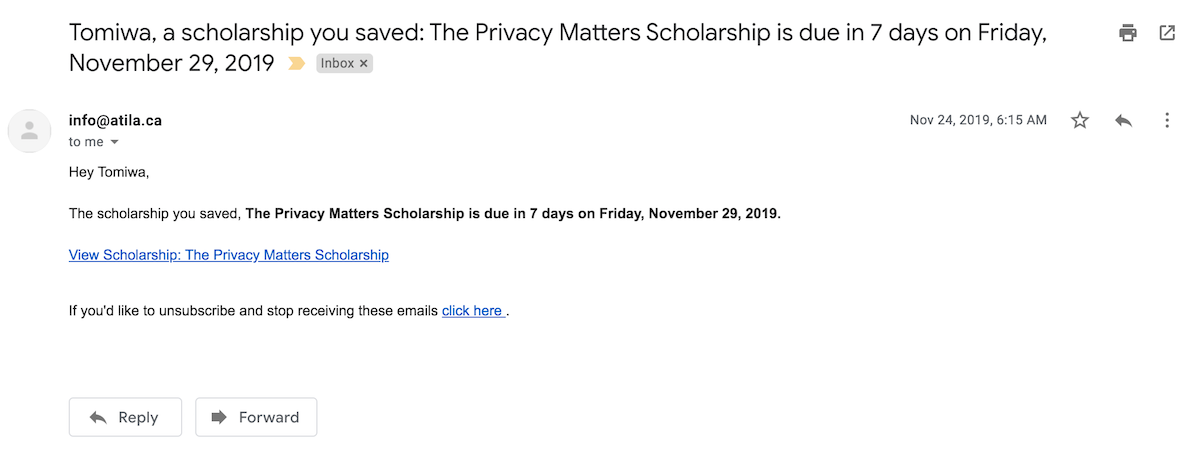 Tomiwa, a scholarship you saved: The Privacy Matters Scholarship is due in 7 days on Friday,
November 29, 2019 Inbox ×
info@atila.ca Nov 24, 2019, 6:15 AM
to me
Hey Tomiwa,
The scholarship you saved, The Privacy Matters Scholarship is due in 7 days on Friday, November 29, 2019.
View Scholarship: The Privacy Matters Scholarship
If you'd like to unsubscribe and stop receiving these emails click here .
Reply Forward